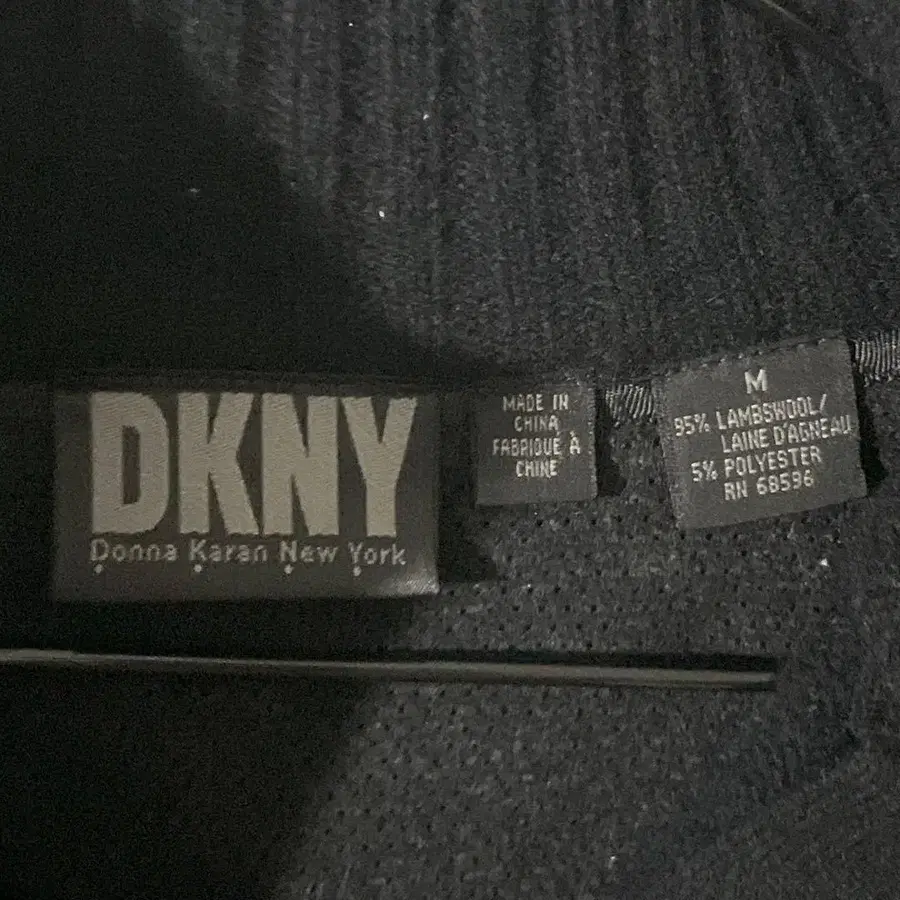 DKNY
Donna Karan New York
MADE IN
CHINA
FABRIQUE À
CHINE
M
95% LAMBSWOOL/
LAINE D'AGNEAU
5% POLYESTER
RN 68596